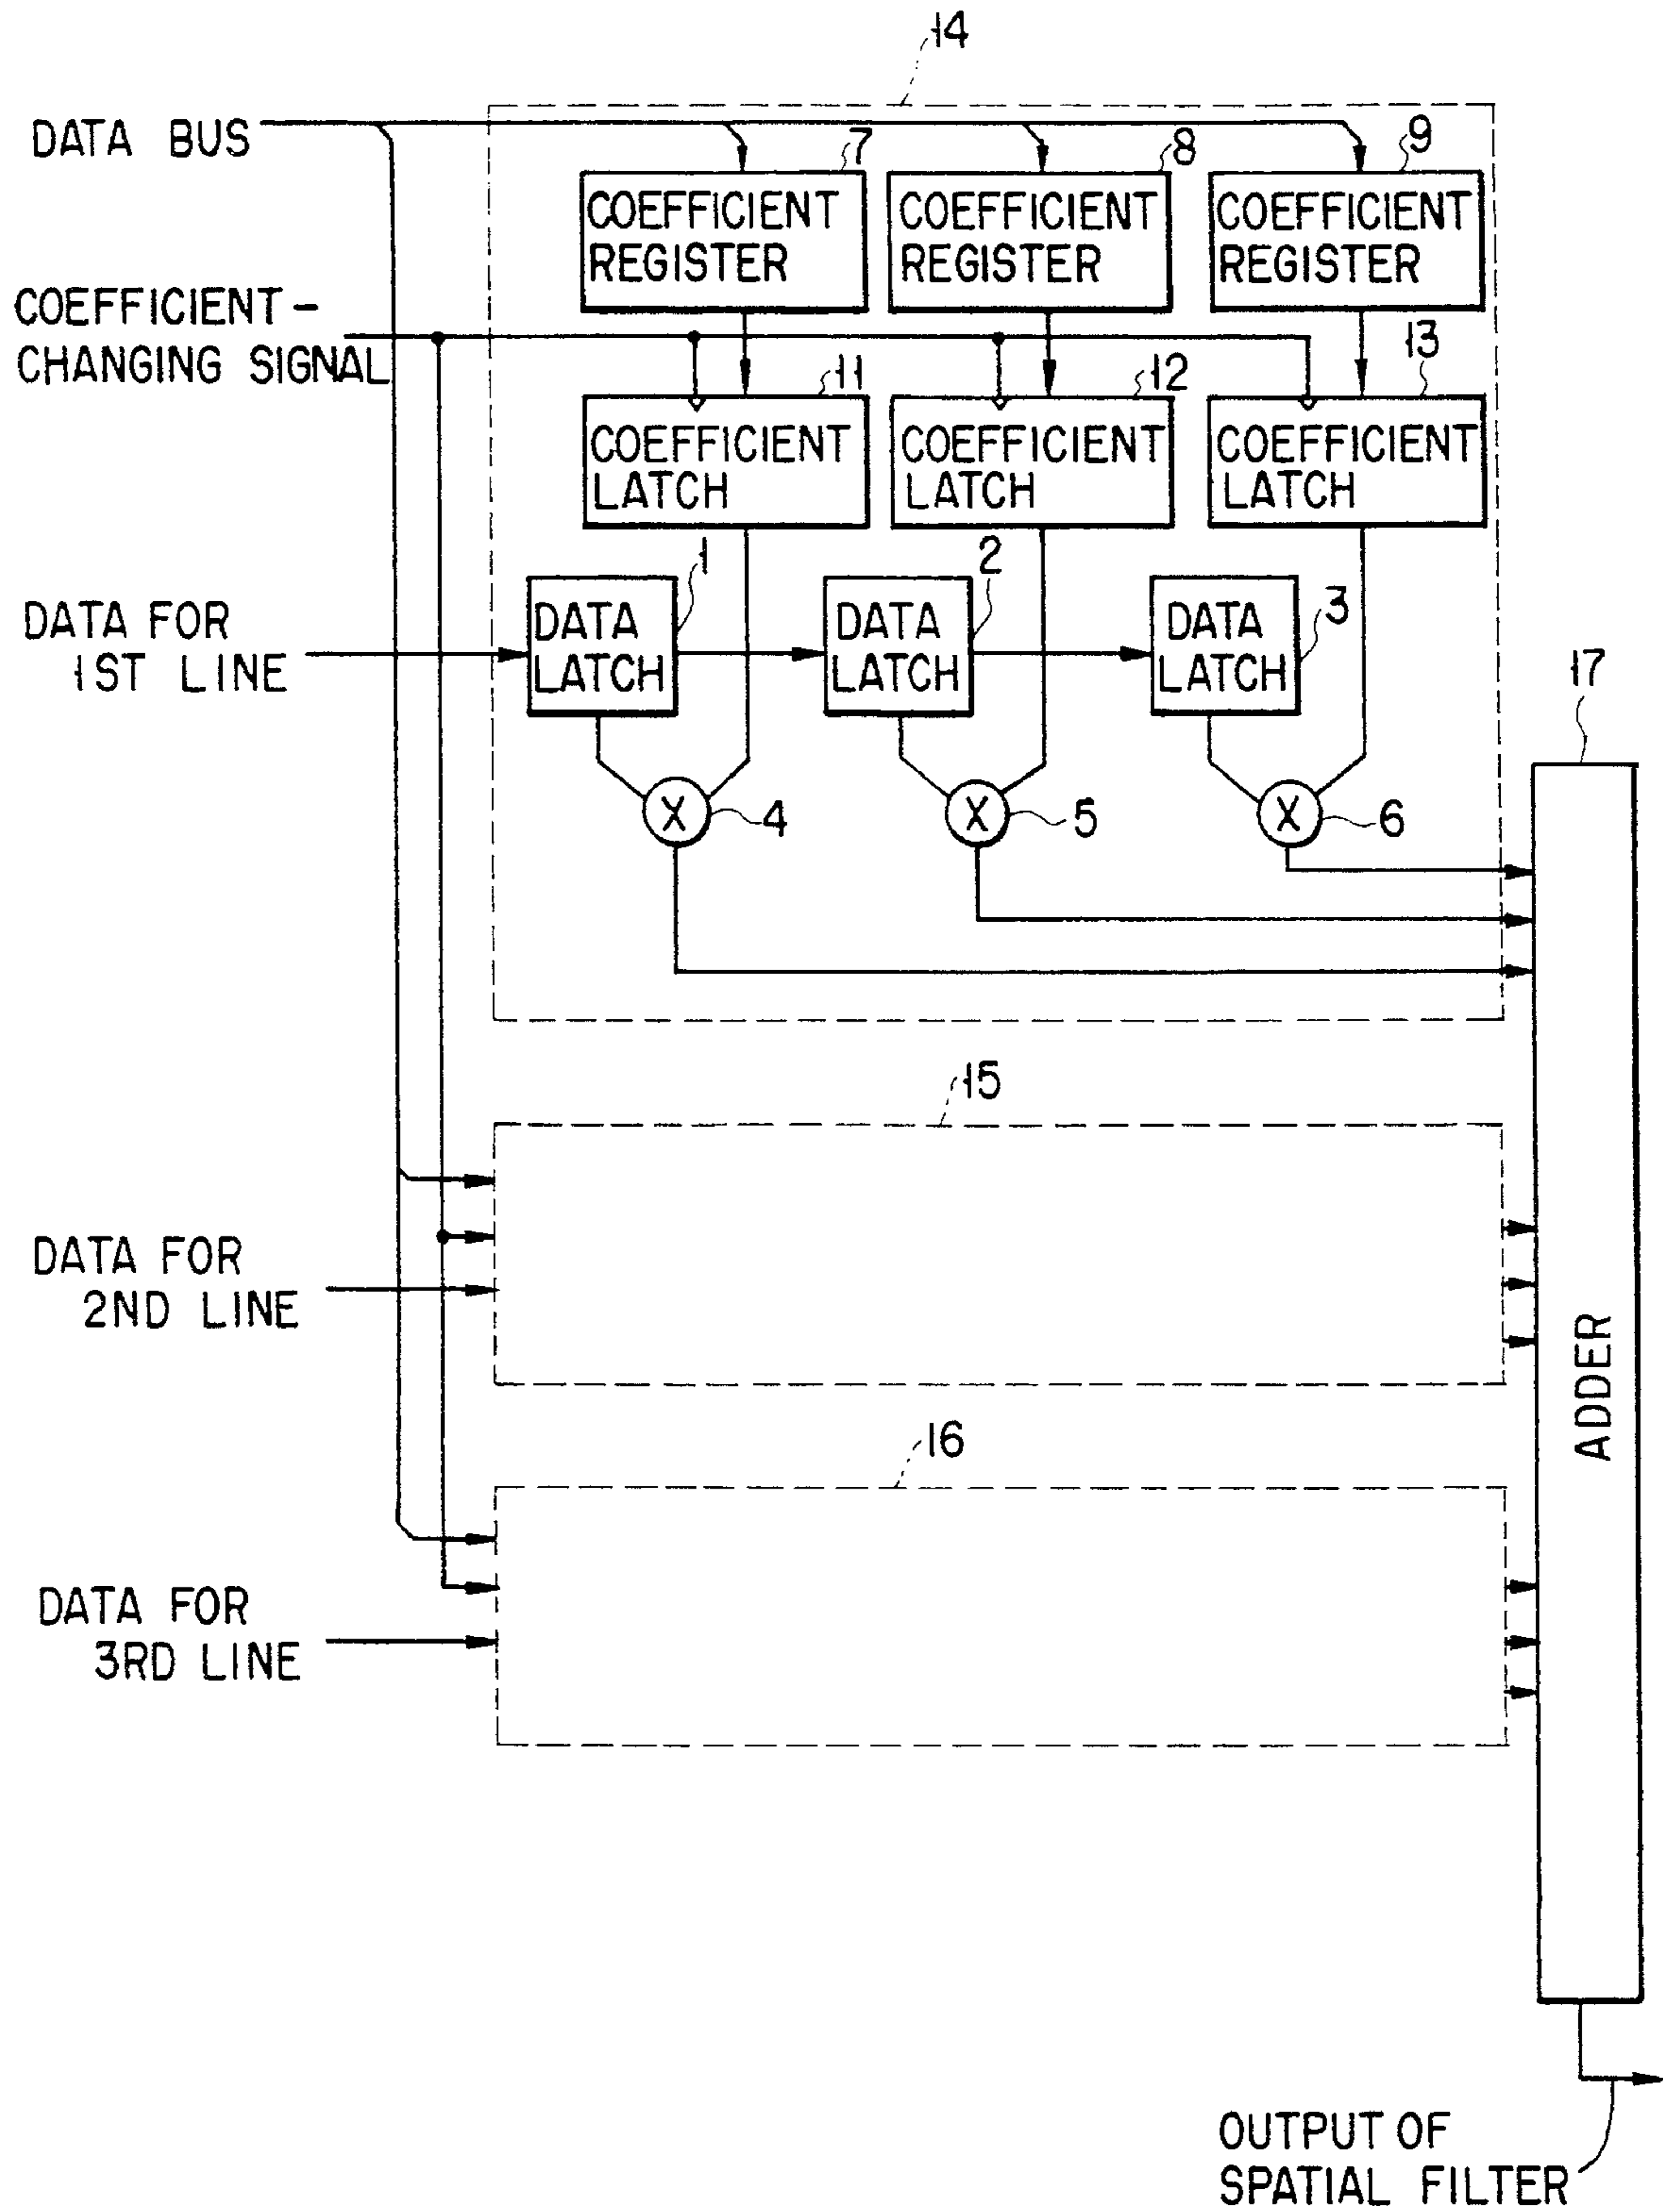 14
DATA BUS
7
8
9
COEFFICIENT
REGISTER
COEFFICIENT
REGISTER
COEFFICIENT
REGISTER
COEFFICIENT-
CHANGING SIGNAL
11
12
13
COEFFICIENT
LATCH
COEFFICIENT
LATCH
COEFFICIENT
LATCH
1
2
3
DATA FOR
1ST LINE
DATA
LATCH
DATA
LATCH
DATA
LATCH
17
X
4
X
5
X
6
15
DATA FOR
2ND LINE
ADDER
16
DATA FOR
3RD LINE
OUTPUT OF
SPATIAL FILTER